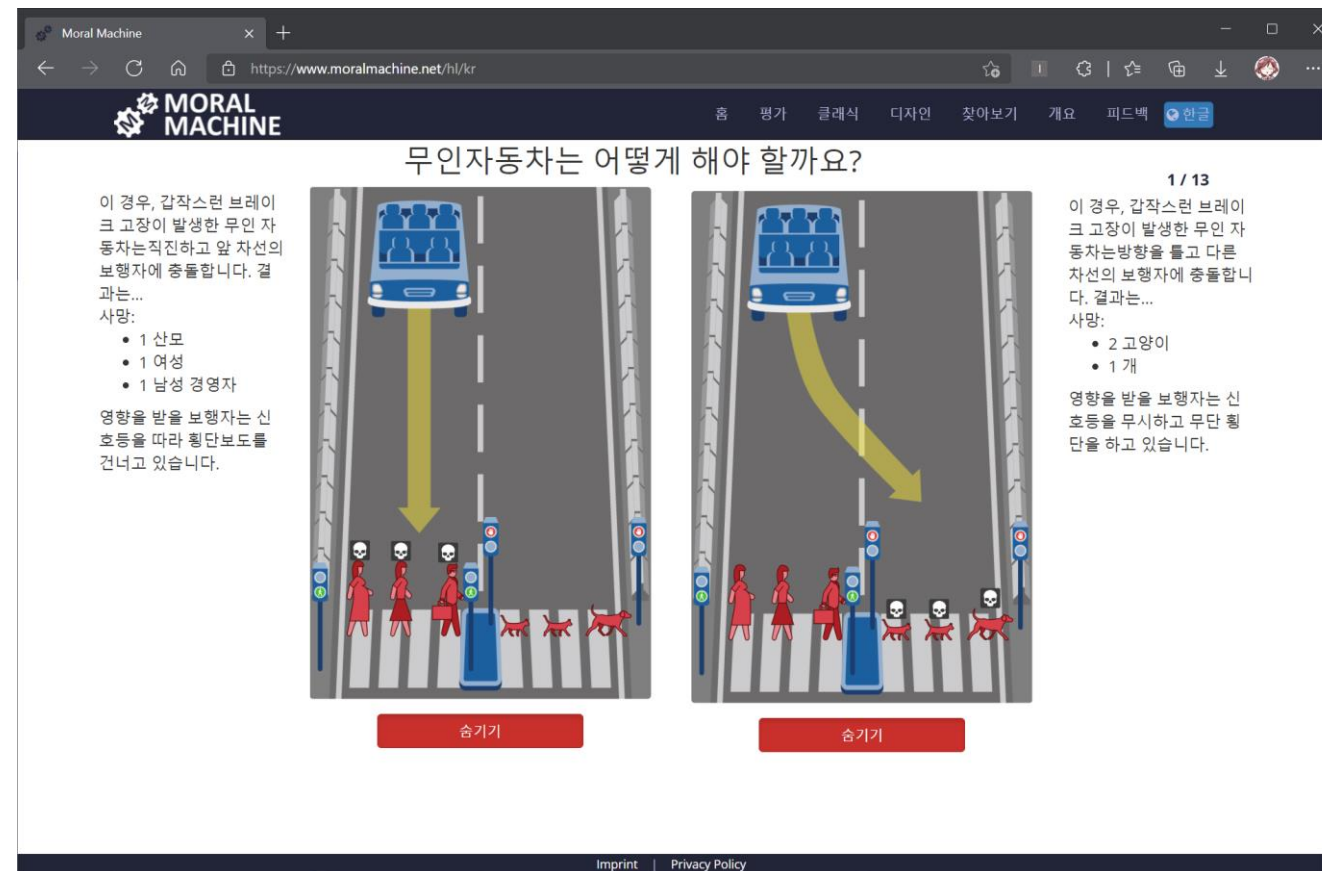 Moral Machine
https://www.moralmachine.net/hl/kr
MORAL
MACHINE
홈 평가 클래식 디자인 찾아보기 개요 피드백 한글
무인자동차는 어떻게 해야 할까요?
1 / 13
이 경우, 갑작스런 브레이
크 고장이 발생한 무인 자
동차는직진하고 앞 차선의
보행자에 충돌합니다. 결
과는...
사망:
• 1 산모
• 1 여성
• 1 남성 경영자
영향을 받을 보행자는 신
호등을 따라 횡단보도를
건너고 있습니다.
이 경우, 갑작스런 브레이
크 고장이 발생한 무인 자
동차는방향을 틀고 다른
차선의 보행자에 충돌합니
다. 결과는...
사망:
• 2 고양이
• 1 개
영향을 받을 보행자는 신
호등을 무시하고 무단 횡
단을 하고 있습니다.
숨기기
숨기기
Imprint | Privacy Policy